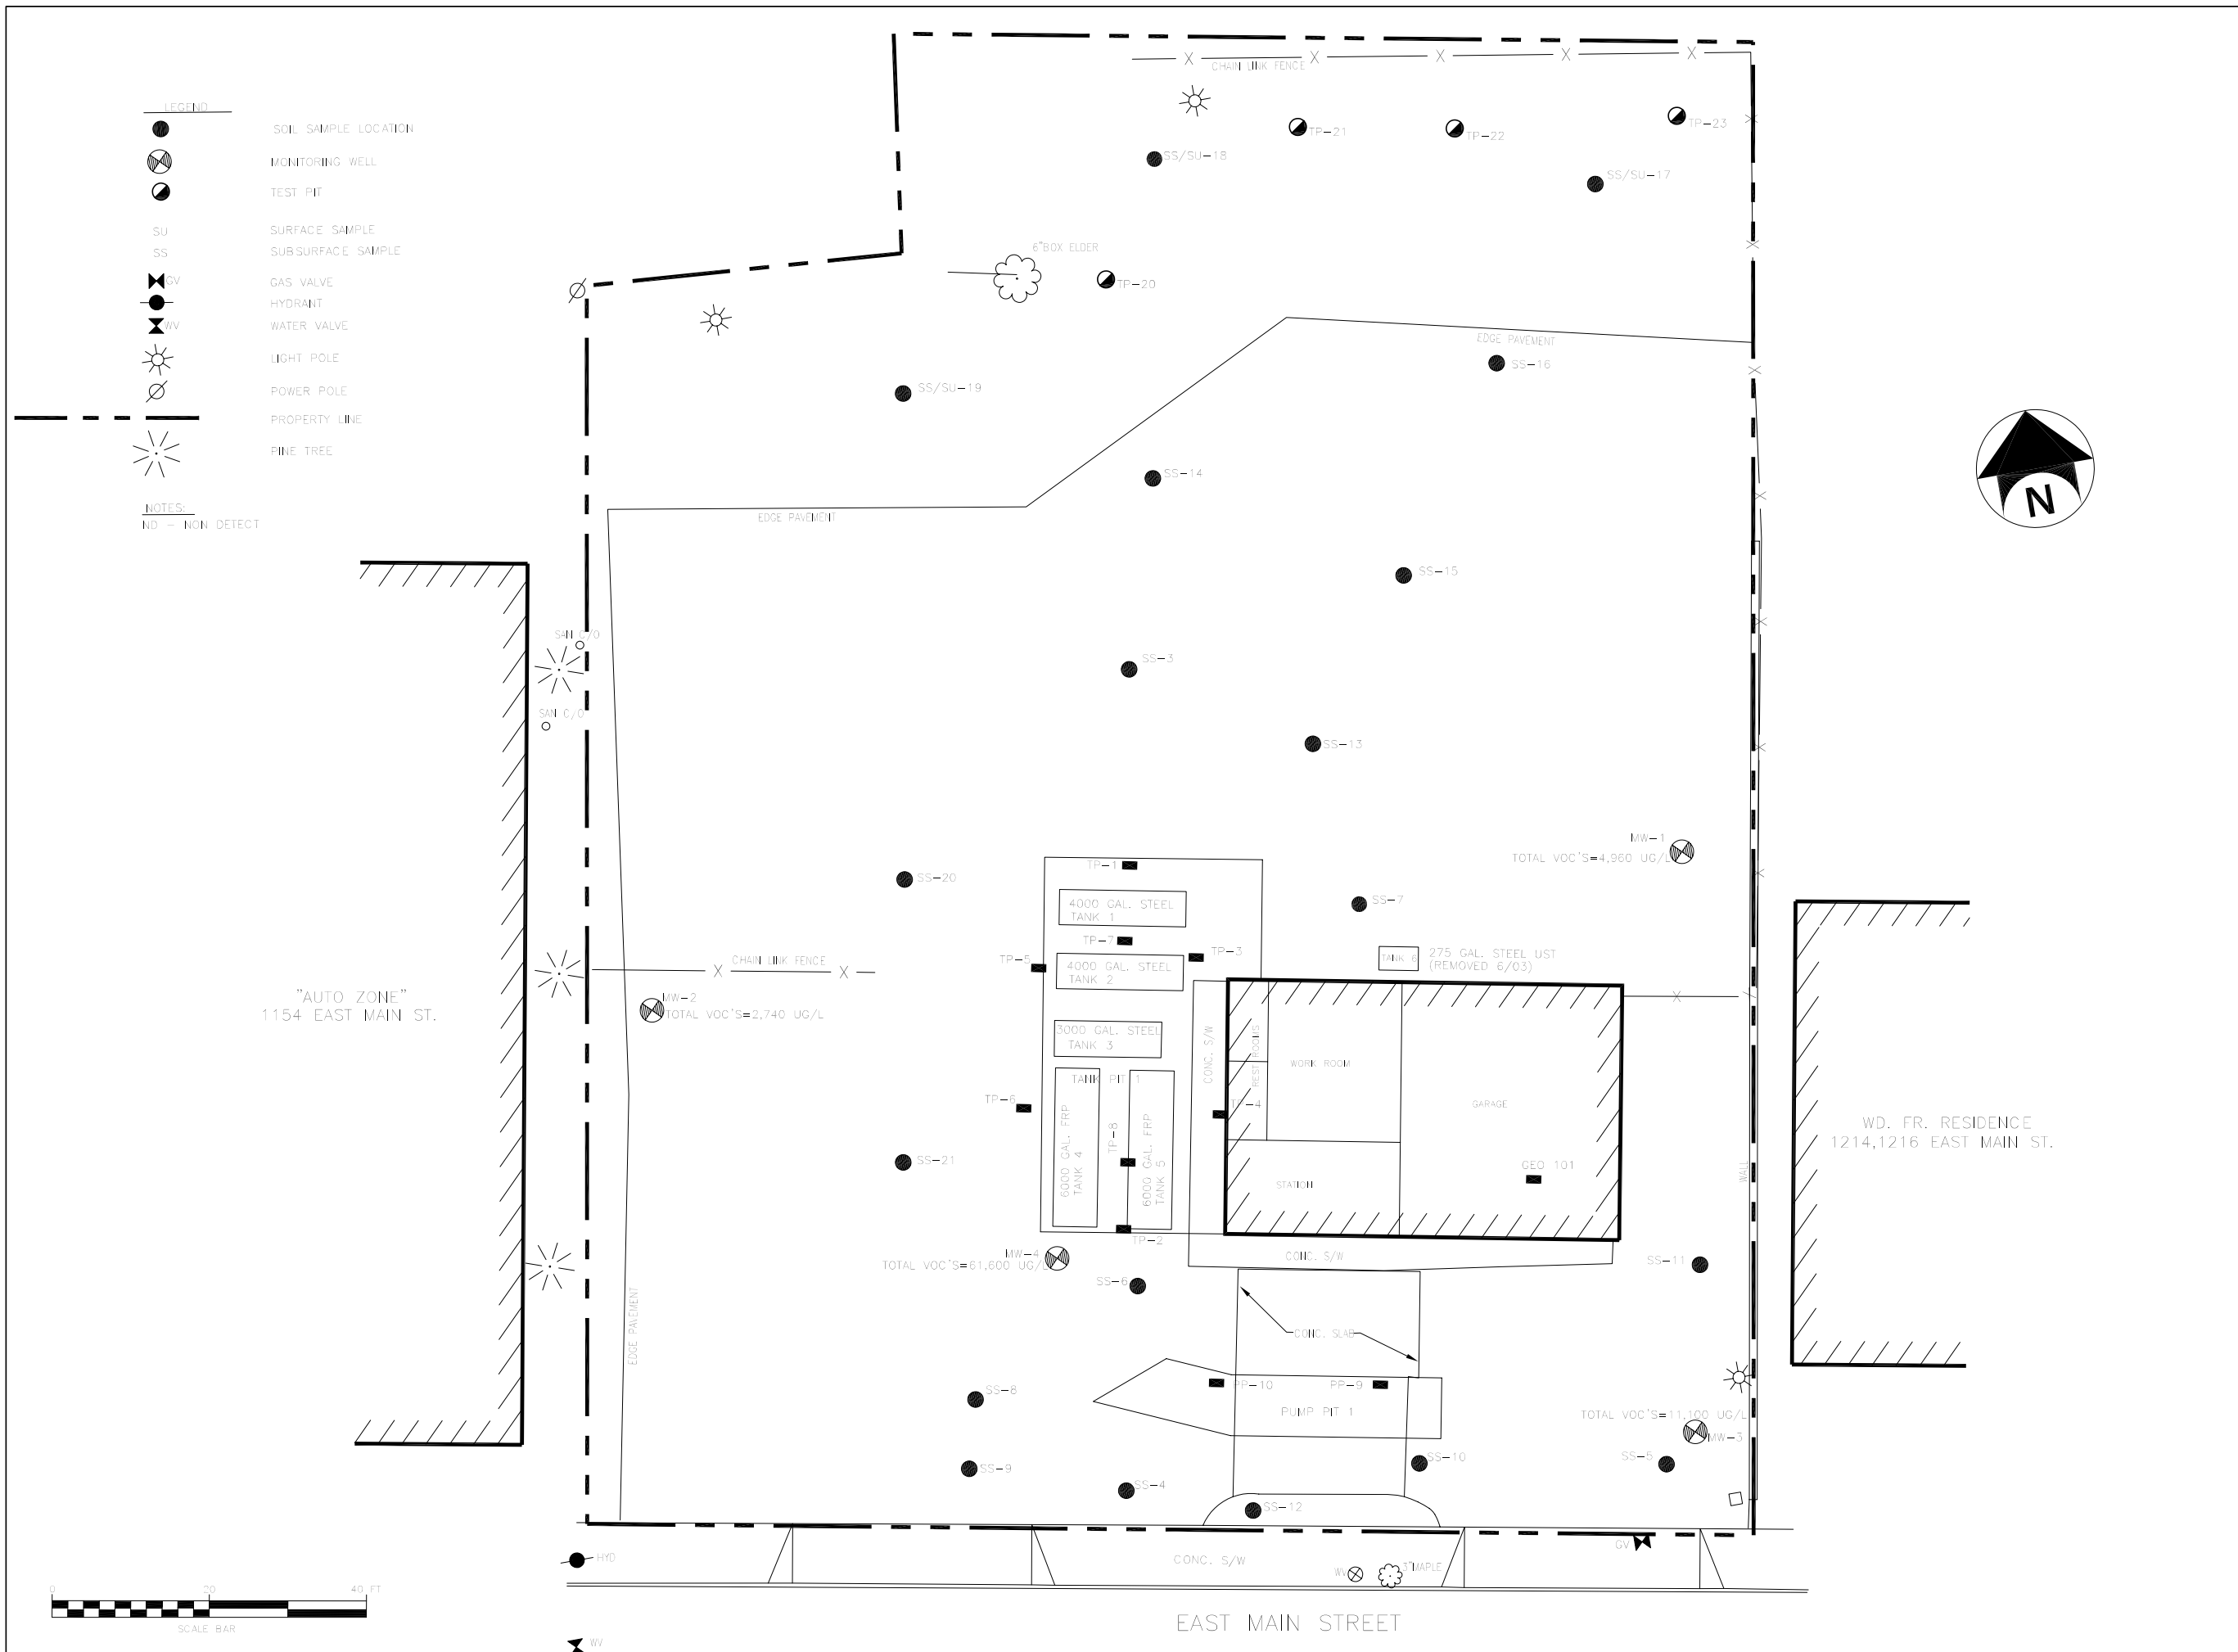 LEGEND
SOIL SAMPLE LOCATION
MONITORING WELL
TEST PIT
SU SURFACE SAMPLE
SS SUBSURFACE SAMPLE
GV GAS VALVE
HYDRANT
WV WATER VALVE
LIGHT POLE
POWER POLE
PROPERTY LINE
PINE TREE
NOTES:
ND - NON DETECT
CHAIN LINK FENCE
TP-21
TP-22
TP-23
SS/SU-18
SS/SU-17
6"BOX ELDER
TP-20
EDGE PAVEMENT
SS-16
SS/SU-19
SS-14
EDGE PAVEMENT
N
SS-15
SAN C/O
SS-3
SAN C/O
SS-13
MW-1
TOTAL VOC'S=4,960 UG/L
TP-1
SS-20
4000 GAL. STEEL
TANK 1
SS-7
TP-7
TP-3
TP-5
CHAIN LINK FENCE
4000 GAL. STEEL
TANK 2
TANK 6
275 GAL. STEEL UST
(REMOVED 6/03)
"AUTO ZONE"
1154 EAST MAIN ST.
MW-2
TOTAL VOC'S=2,740 UG/L
3000 GAL. STEEL
TANK 3
CONC. S/W
REST ROOMS
WORK ROOM
TANK PIT 1
TP-6
TP-4
GARAGE
WD. FR. RESIDENCE
1214,1216 EAST MAIN ST.
6000 GAL. FRP
TANK 4
TP-8
6000 GAL. FRP
TANK 5
SS-21
GEO 101
STATION
WALL
TP-2
MW-4
TOTAL VOC'S=61,600 UG/L
CONC. S/W
SS-11
SS-6
EDGE PAVEMENT
CONC. SLAB
SS-8
PP-10
PP-9
PUMP PIT 1
TOTAL VOC'S=11,100 UG/L
MW-3
SS-9
SS-10
SS-5
SS-4
SS-12
HYD
CONC. S/W
WV
3"MAPLE
GV
0 20 40 FT
SCALE BAR
EAST MAIN STREET
WV